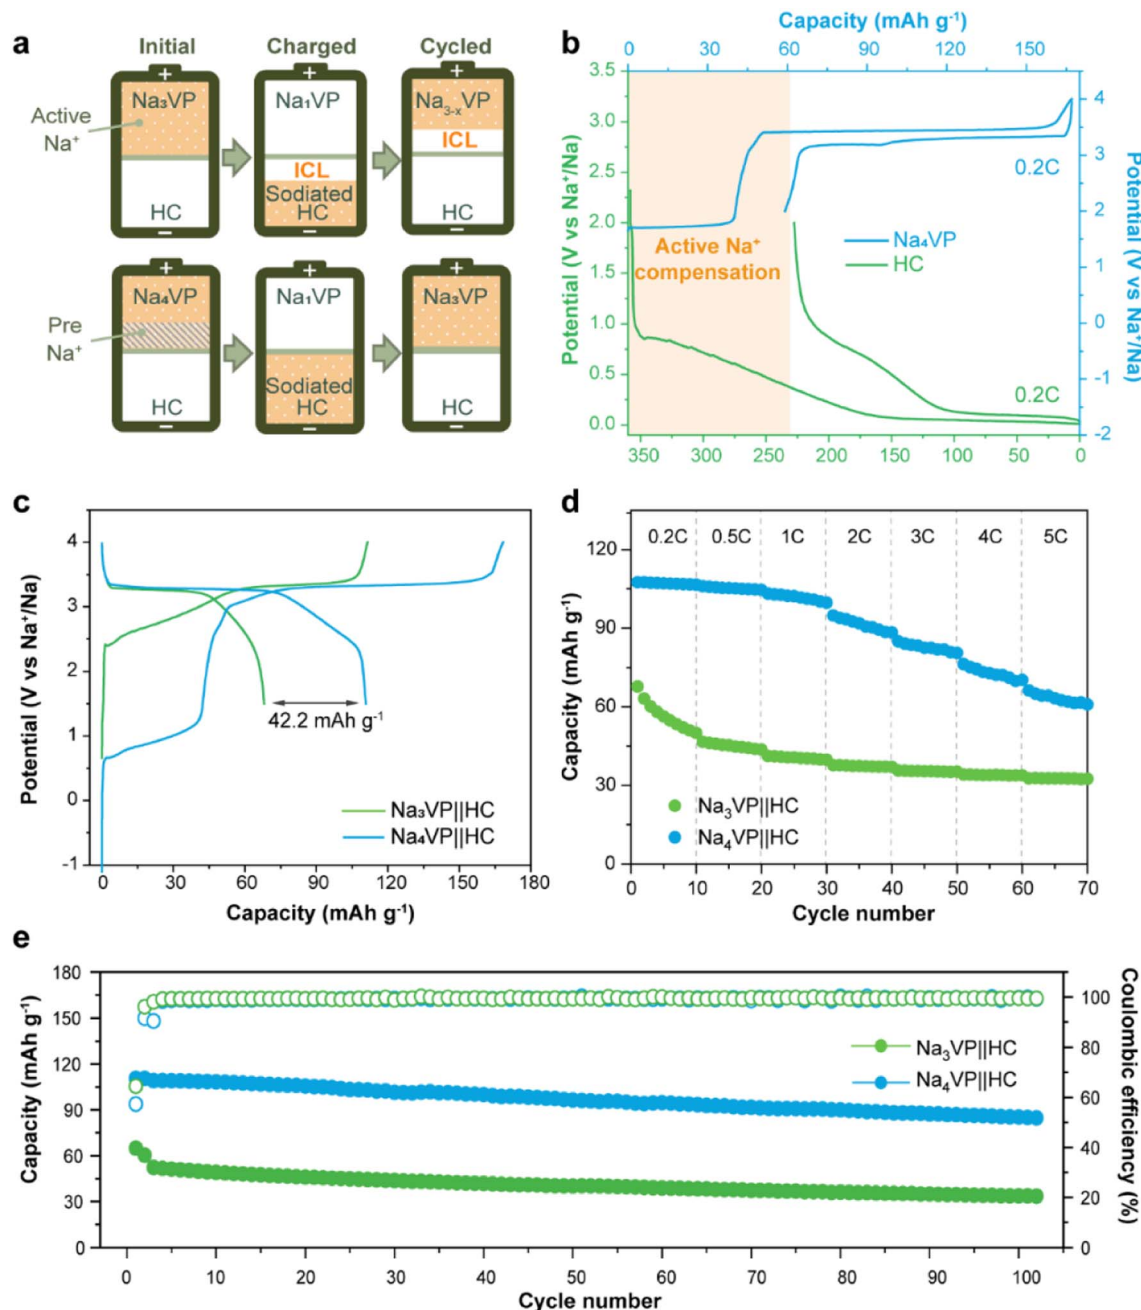 a
Initial
Charged
Cycled
+
+
+
Na₃VP
Na₁VP
Na₃₋ₓVP
Active
Na⁺
ICL
ICL
HC
Sodiated
HC
HC
−
−
−
+
+
+
Na₄VP
Na₁VP
Na₃VP
Pre
Na⁺
HC
Sodiated
HC
HC
−
−
−
b
Capacity (mAh g⁻¹)
0 30 60 90 120 150
3.5
3.0
2.5
2.0
1.5
1.0
0.5
0.0
Potential (V vs Na⁺/Na)
4
3
2
1
0
-1
-2
Potential (V vs Na⁺/Na)
0.2C
Active Na⁺
compensation
Na₄VP
HC
0.2C
350 300 250 200 150 100 50 0
c
Potential (V vs Na⁺/Na)
4
3
2
1
0
-1
42.2 mAh g⁻¹
Na₃VP||HC
Na₄VP||HC
0 30 60 90 120 150 180
Capacity (mAh g⁻¹)
d
Capacity (mAh g⁻¹)
120
90
60
30
0
0.2C 0.5C 1C 2C 3C 4C 5C
Na₃VP||HC
Na₄VP||HC
0 10 20 30 40 50 60 70
Cycle number
e
Capacity (mAh g⁻¹)
180
150
120
90
60
30
0
Na₃VP||HC
Na₄VP||HC
100
80
60
40
20
0
Coulombic efficiency (%)
0 10 20 30 40 50 60 70 80 90 100
Cycle number